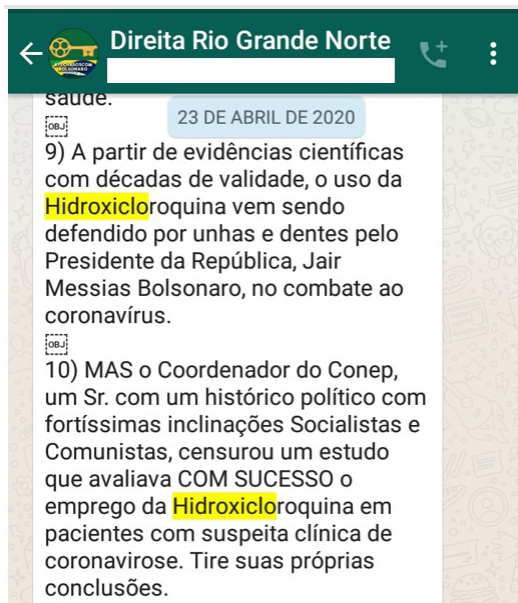 Direita Rio Grande Norte
#FECHADOSCOM
BOLSONARO
saúde.
23 DE ABRIL DE 2020
OBJ
9) A partir de evidências científicas
com décadas de validade, o uso da
Hidroxicloroquina vem sendo
defendido por unhas e dentes pelo
Presidente da República, Jair
Messias Bolsonaro, no combate ao
coronavírus.
OBJ
10) MAS o Coordenador do Conep,
um Sr. com um histórico político com
fortíssimas inclinações Socialistas e
Comunistas, censurou um estudo
que avaliava COM SUCESSO o
emprego da Hidroxicloroquina em
pacientes com suspeita clínica de
coronavirose. Tire suas próprias
conclusões.